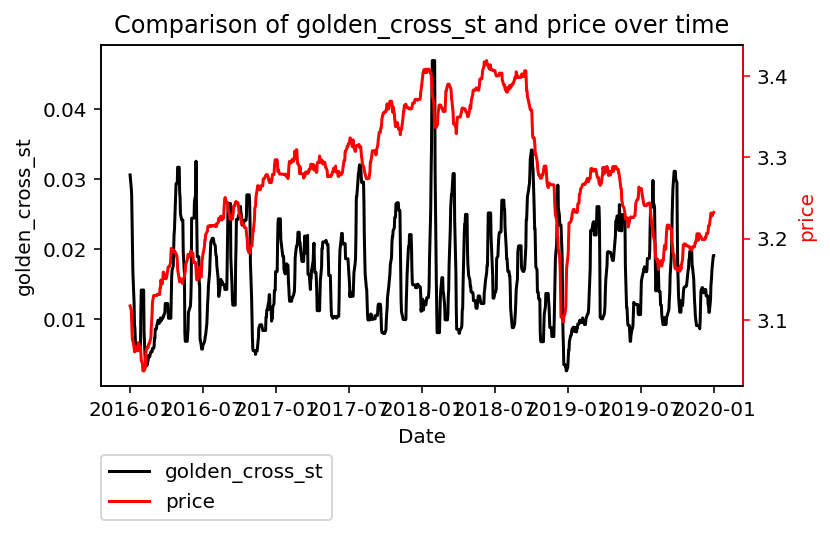 Comparison of golden_cross_st and price over time
golden_cross_st
0.04
0.03
0.02
0.01
3.4
3.3
3.2
3.1
price
2016-01 2016-07 2017-01 2017-07 2018-01 2018-07 2019-01 2019-07 2020-01
Date
golden_cross_st
price